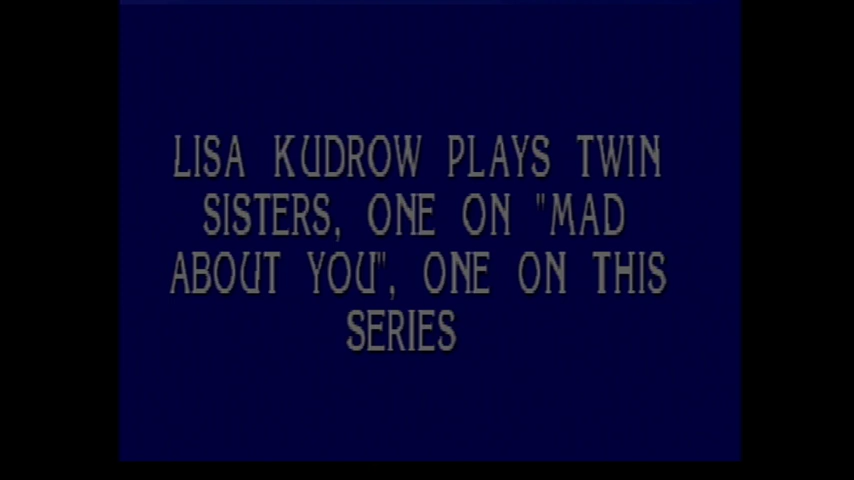 LISA KUDROW PLAYS TWIN
SISTERS, ONE ON "MAD
ABOUT YOU", ONE ON THIS
SERIES